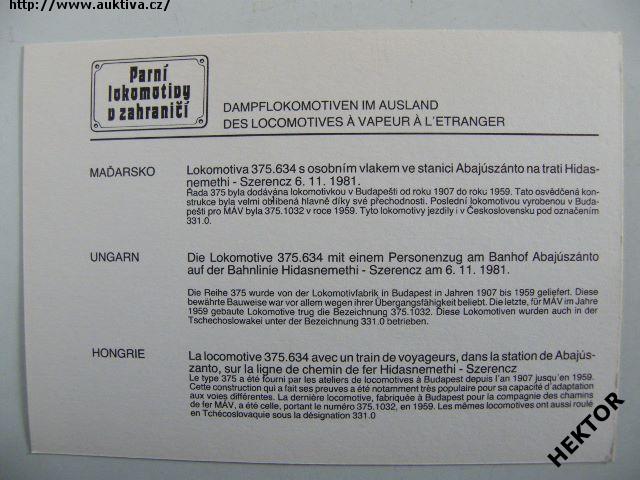 http://www.auktiva.cz/
Parní
lokomotivy
v zahraničí
DAMPFLOKOMOTIVEN IM AUSLAND
DES LOCOMOTIVES À VAPEUR À L'ETRANGER
MAĎARSKO
Lokomotiva 375.634 s osobním vlakem ve stanici Abajúszánto na trati Hidas-
nemethi - Szerencz 6. 11. 1981.
Řada 375 byla dodávána lokomotivkou v Budapešti od roku 1907 do roku 1959. Tato osvědčená kon-
strukce byla velmi oblíbená hlavně díky své přechodnosti. Poslední lokomotivou vyrobenou v Buda-
pešti pro MÁV byla 375.1032 v roce 1959. Tyto lokomotivy jezdily i v Československu pod označením
331.0.
UNGARN
Die Lokomotive 375.634 mit einem Personenzug am Banhof Abajúszánto
auf der Bahnlinie Hidasnemethi - Szerencz am 6. 11. 1981.
Die Reihe 375 wurde von der Lokomotivfabrik in Budapest in Jahren 1907 bis 1959 geliefert. Diese
bewährte Bauweise war vor allem wegen ihrer Übergangsfähigkeit beliebt. Die letzte, für MÁV im Jahre
1959 gebaute Lokomotive trug die Bezeichnung 375.1032. Diese Lokomotiven wurden auch in der
Tschechoslowakei unter der Bezeichnung 331.0 betrieben.
HONGRIE
La locomotive 375.634 avec un train de voyageurs, dans la station de Abajús-
zanto, sur la ligne de chemin de fer Hidasnemethi - Szerencz
Le type 375 a été fourni par les ateliers de locomotives à Budapest depuis l'an 1907 jusqu'en 1959.
Cette construction qui a fait ses preuves a été notamment très populaire pour sa capacité d'adaptation
aux voies différentes. La dernière locomotive, fabriquée à Budapest pour la compagnie des chamins
de fer MÁV, a été celle, portant le numéro 375.1032, en 1959. Les mêmes locomotives ont aussi roulé
en Tchécoslovaquie sous la désignation 331.0
HEKTOR